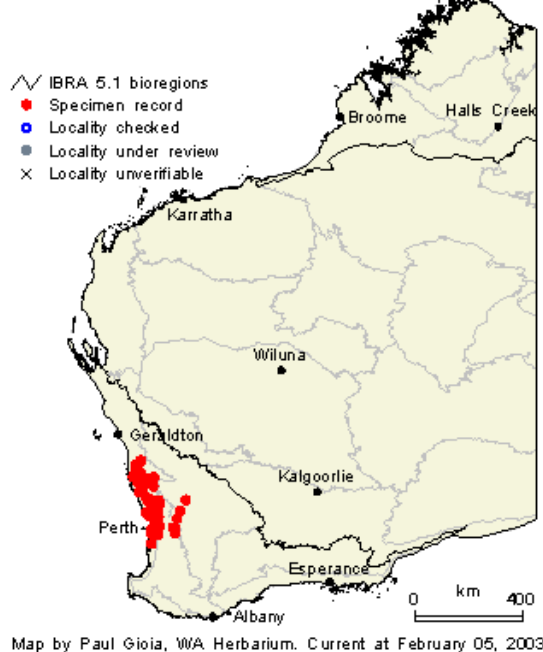 IBRA 5.1 bioregions
Specimen record
Locality checked
Locality under review
Locality unverifiable
Broome
Halls Creek
Karratha
Wiluna
Geraldton
Kalgoorlie
Perth
Esperance
Albany
km
0 400
Map by Paul Gioia, WA Herbarium. Current at February 05, 2003